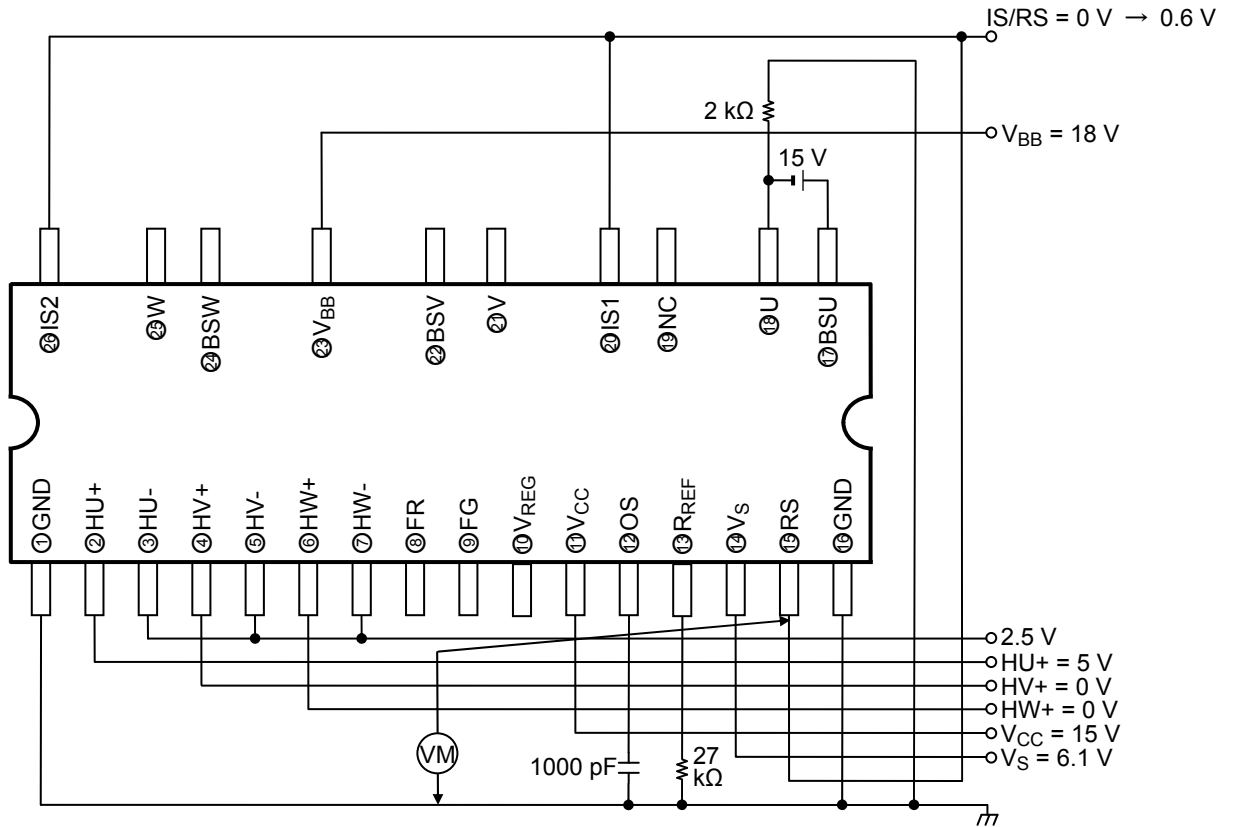 IS/RS = 0 V → 0.6 V
2 kΩ
V_BB = 18 V
15 V
㉖IS2
㉕W
㉔BSW
㉓V_BB
㉒BSV
㉑V
⑳IS1
⑲NC
⑱U
⑰BSU
①GND
②HU+
③HU-
④HV+
⑤HV-
⑥HW+
⑦HW-
⑧FR
⑨FG
⑩V_REG
⑪V_CC
⑫OS
⑬R_REF
⑭V_S
⑮RS
⑯GND
2.5 V
HU+ = 5 V
HV+ = 0 V
HW+ = 0 V
V_CC = 15 V
V_S = 6.1 V
VM
1000 pF
27
kΩ